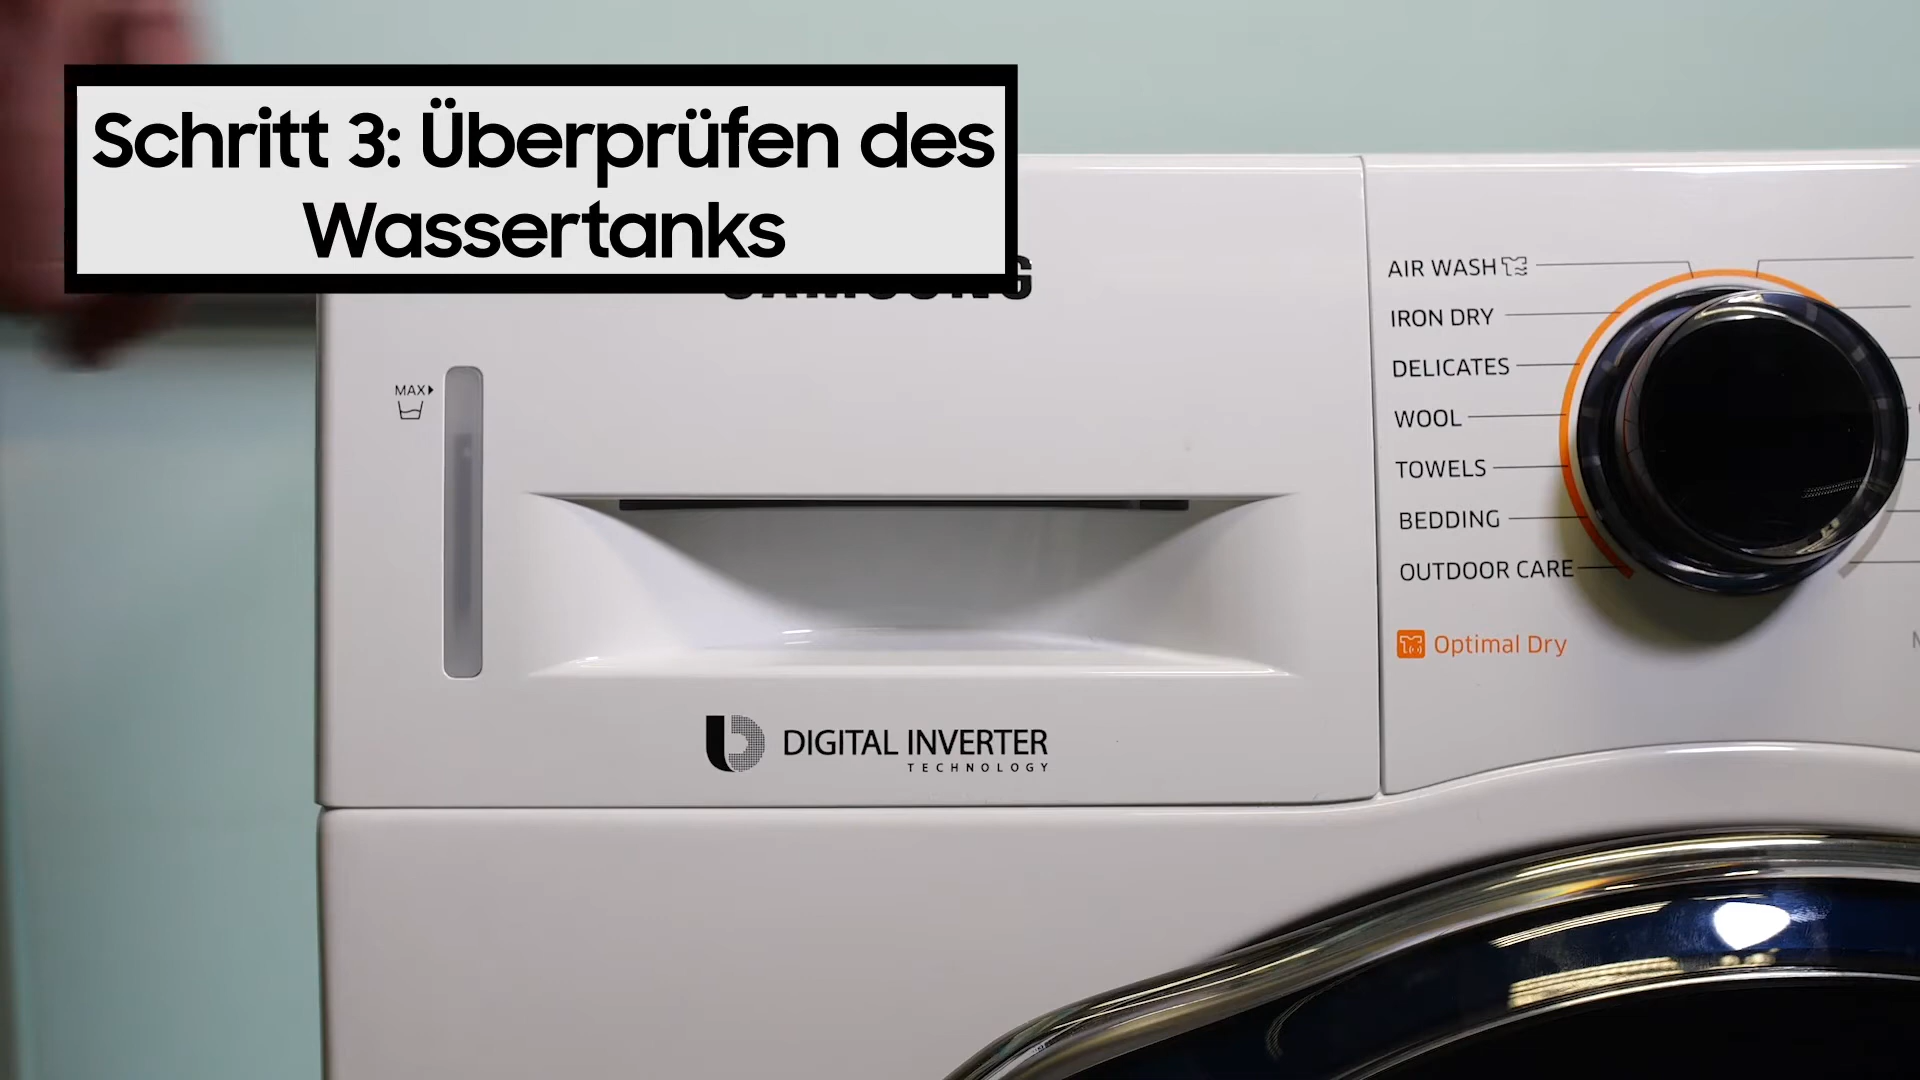 Schritt 3: Überprüfen des
Wassertanks
MAX
AIR WASH
IRON DRY
DELICATES
WOOL
TOWELS
BEDDING
OUTDOOR CARE
Optimal Dry
DIGITAL INVERTER
TECHNOLOGY